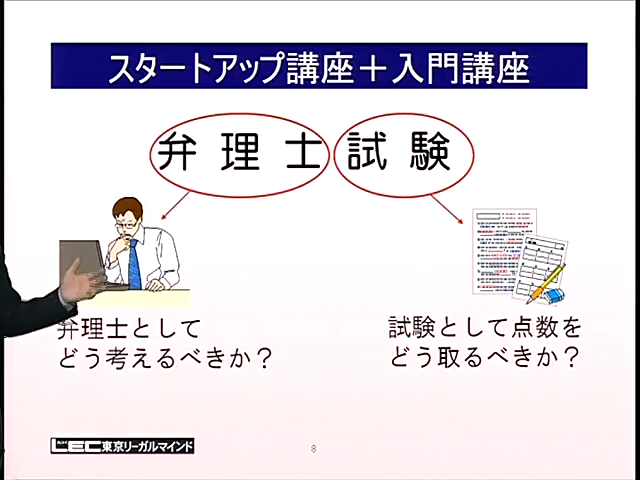 スタートアップ講座＋入門講座
弁理士試験
弁理士として
どう考えるべきか？
試験として点数を
どう取るべきか？
LEC東京リーガルマインド
8